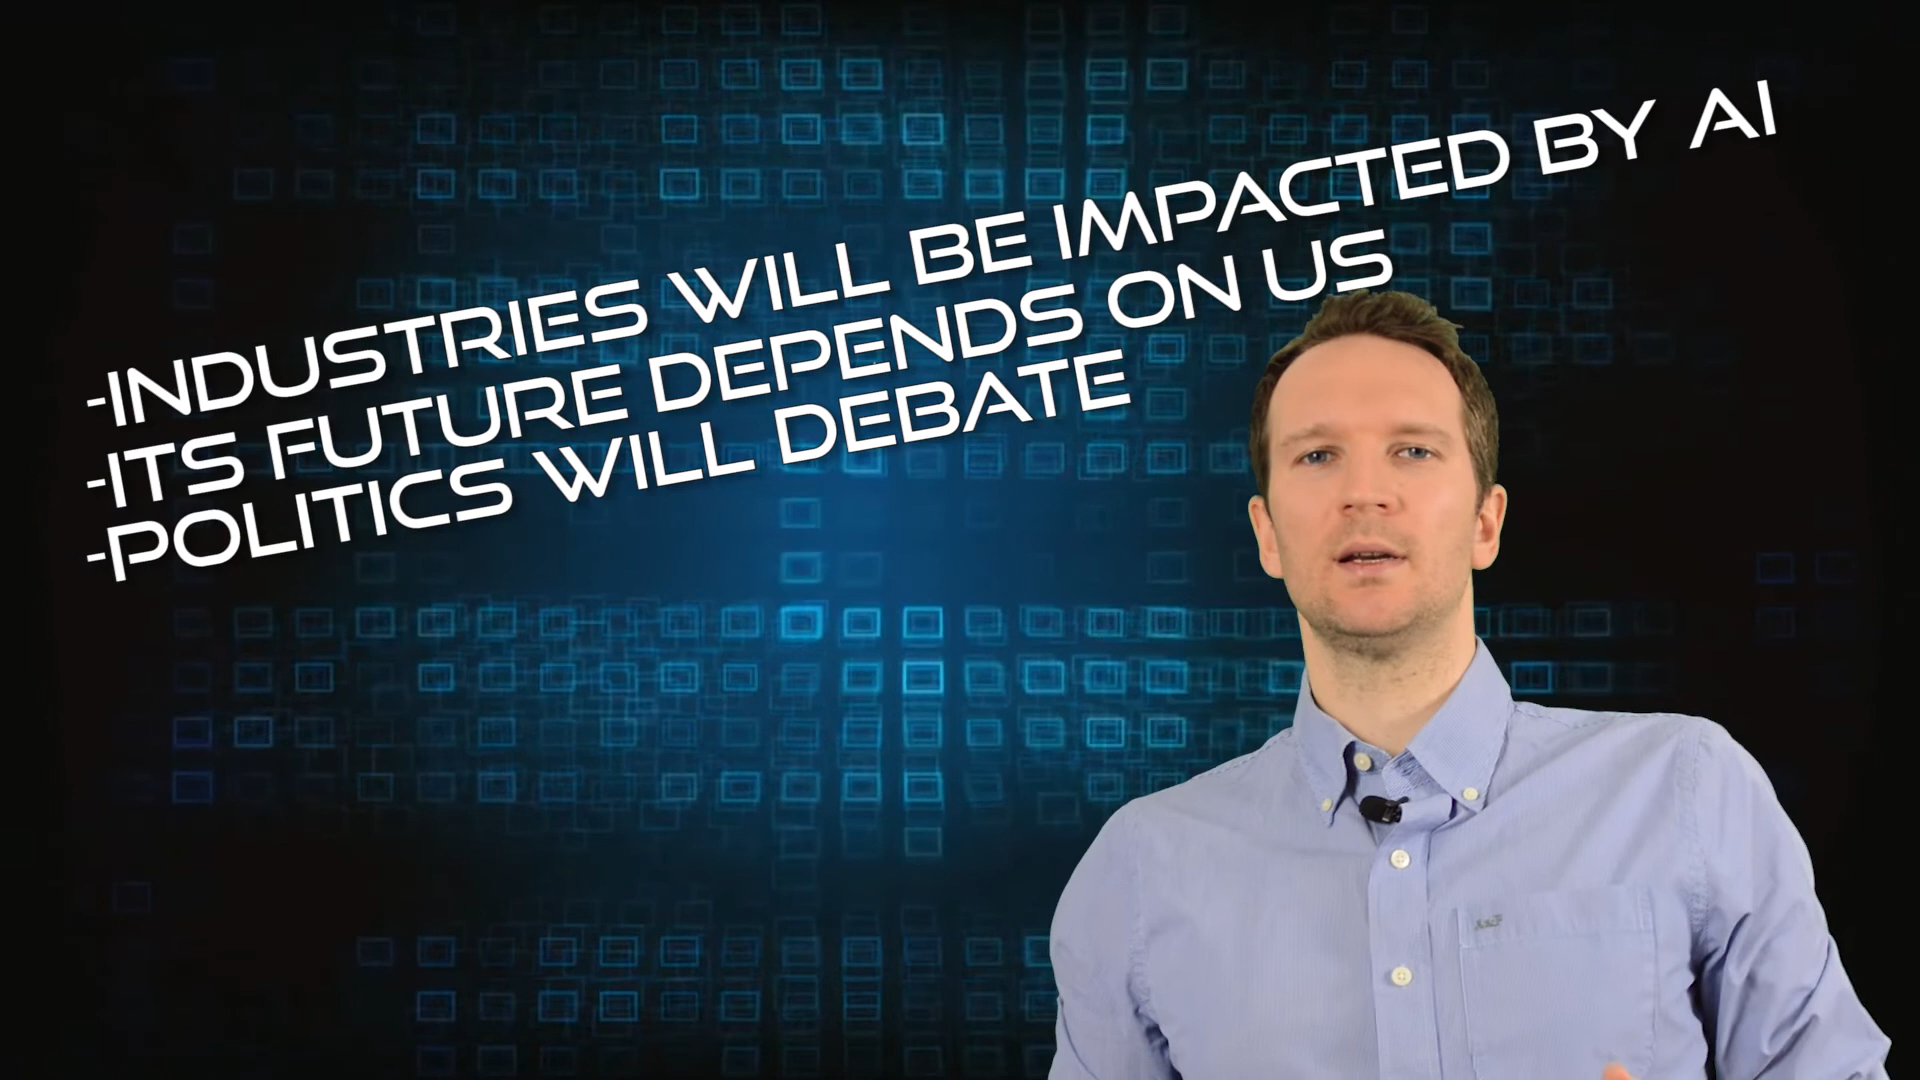 -INDUSTRIES WILL BE IMPACTED BY AI
-ITS FUTURE DEPENDS ON US
-POLITICS WILL DEBATE